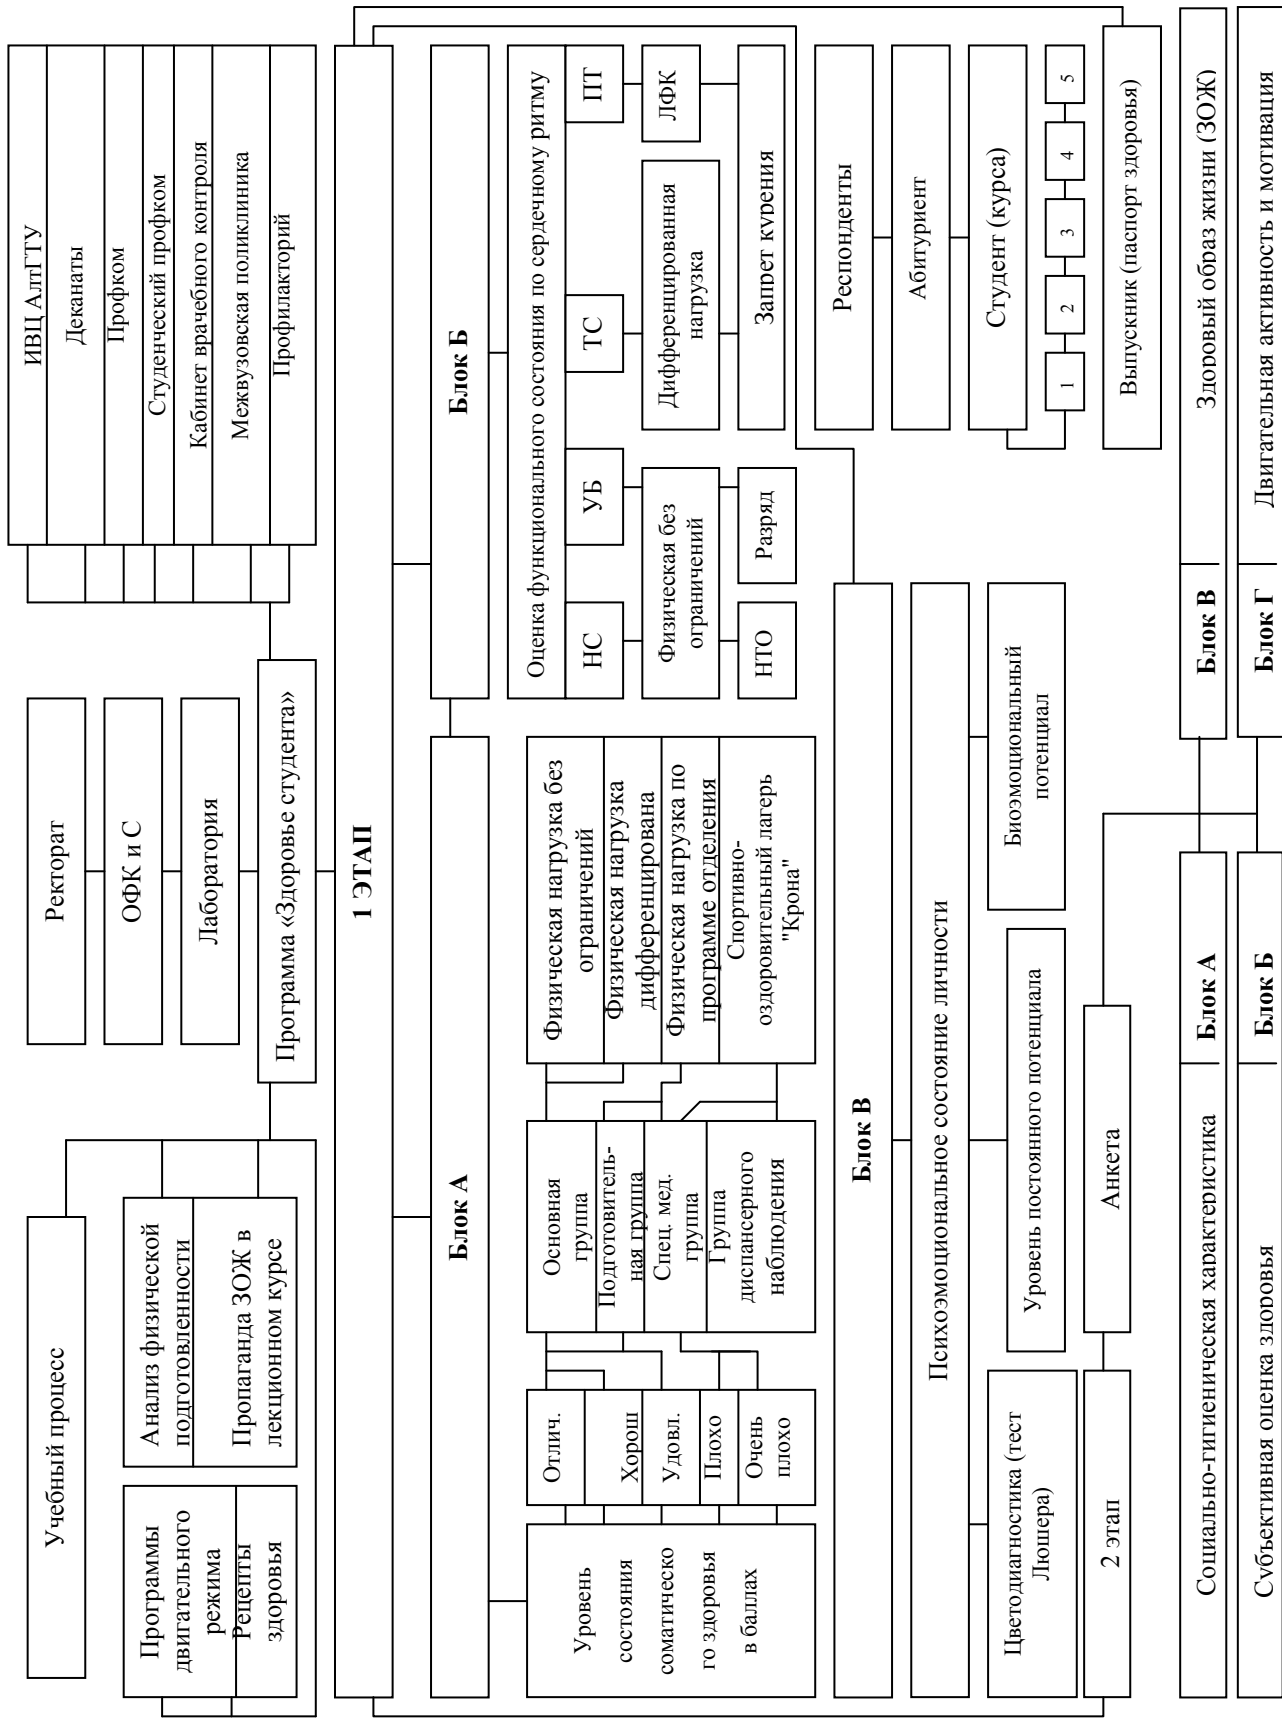 Учебный процесс
Программы
двигательного
режима
Рецепты
здоровья
Анализ физической
подготовленности
Пропаганда ЗОЖ в
лекционном курсе
Ректорат
ОФК и С
Лаборатория
Программа «Здоровье студента»
ИВЦ АлтГТУ
Деканаты
Профком
Студенческий профком
Кабинет врачебного контроля
Межвузовская поликлиника
Профилакторий
1 ЭТАП
Блок А
Блок Б
Уровень
состояния
соматическо
го здоровья
в баллах
Отлич.
Хорош
Удовл.
Плохо
Очень
плохо
Основная
группа
Подготовитель-
ная группа
Спец. мед.
группа
Группа
диспансерного
наблюдения
Физическая нагрузка без
ограничений
Физическая нагрузка
дифференцирована
Физическая нагрузка по
программе отделения
Спортивно-
оздоровительный лагерь
"Крона"
Оценка функционального состояния по сердечному ритму
НС
УБ
ТС
ПТ
Физическая без
ограничений
Дифференцированная
нагрузка
ЛФК
НТО
Разряд
Запрет курения
Блок В
Психоэмоциональное состояние личности
Цветодиагностика (тест
Люшера)
Уровень постоянного потенциала
Биоэмоциональный
потенциал
Респонденты
Абитуриент
Студент (курса)
1
2
3
4
5
Выпускник (паспорт здоровья)
2 этап
Анкета
Социально-гигиеническая характеристика
Блок А
Блок В
Здоровый образ жизни (ЗОЖ)
Субъективная оценка здоровья
Блок Б
Блок Г
Двигательная активность и мотивация